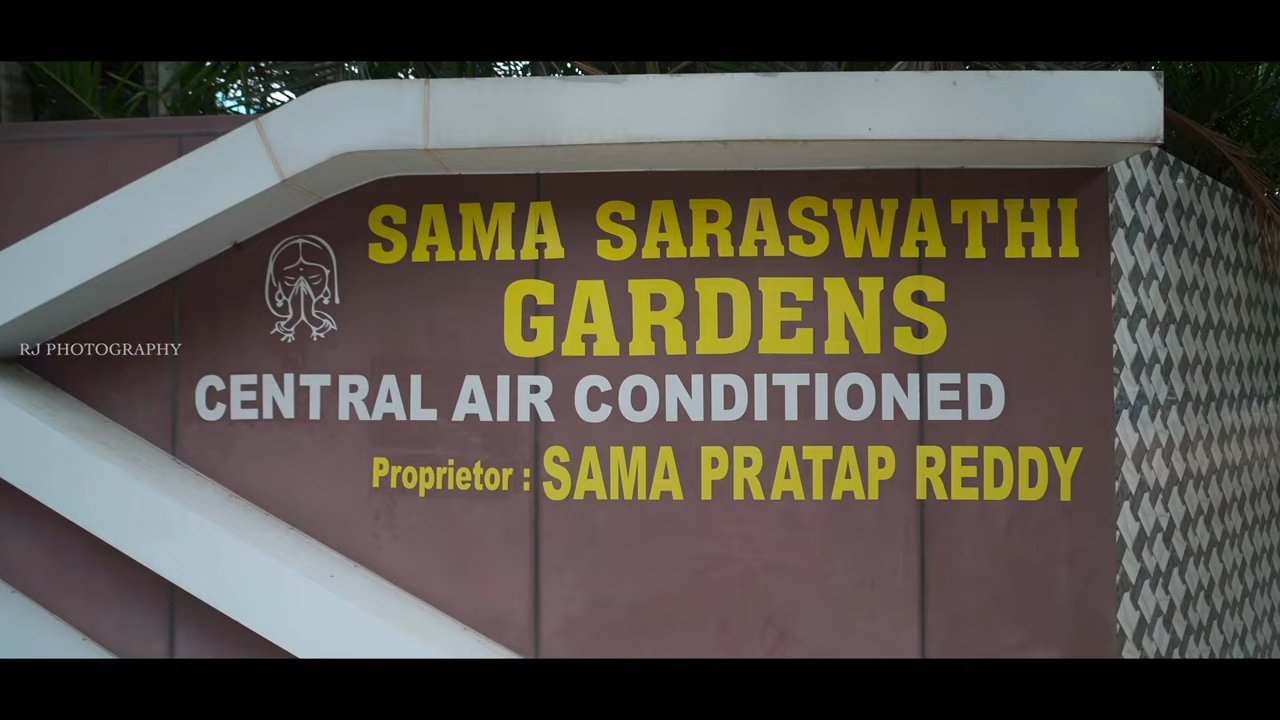 SAMA SARASWATHI
GARDENS
RJ PHOTOGRAPHY
CENTRAL AIR CONDITIONED
Proprietor : SAMA PRATAP REDDY